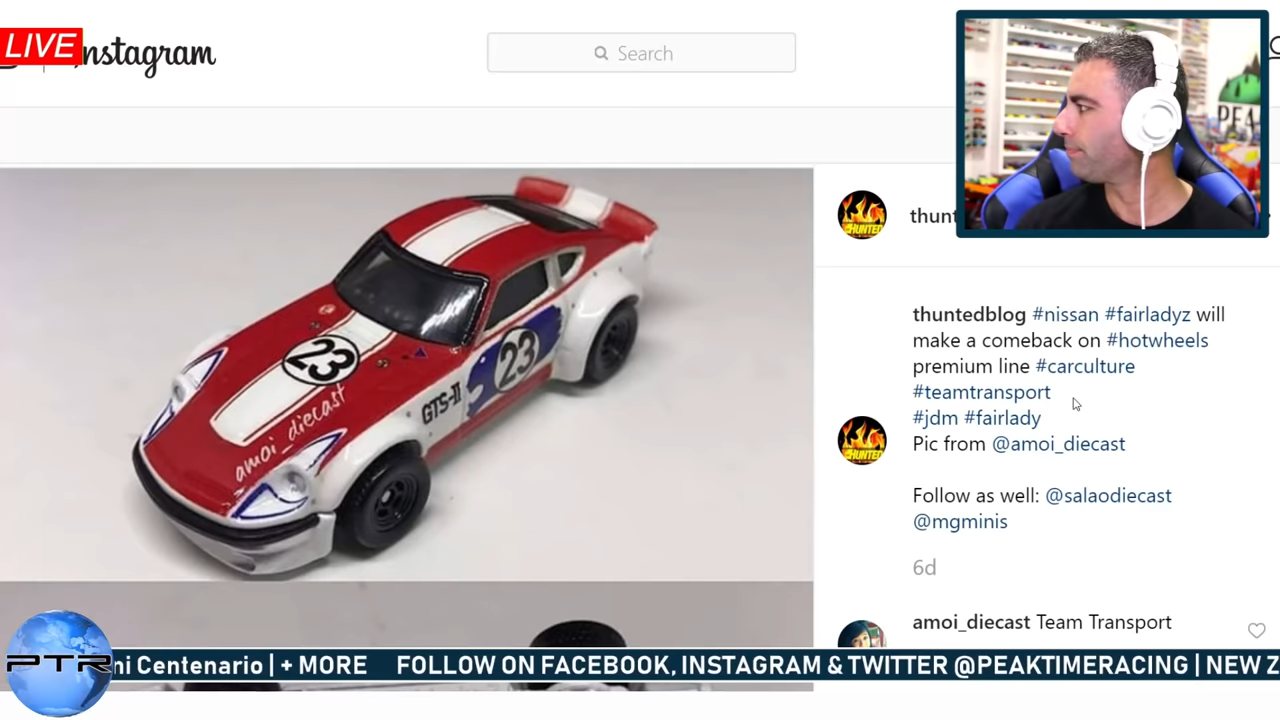 LIVE
Instagram
Search
PEA
thunt
23
23
GTS-II
amoi_diecast
thuntedblog #nissan #fairladyz will
make a comeback on #hotwheels
premium line #carculture
#teamtransport
#jdm #fairlady
Pic from @amoi_diecast
Follow as well: @salaodiecast
@mgminis
6d
amoi_diecast Team Transport
PTR
ni Centenario | + MORE FOLLOW ON FACEBOOK, INSTAGRAM & TWITTER @PEAKTIMERACING | NEW Z